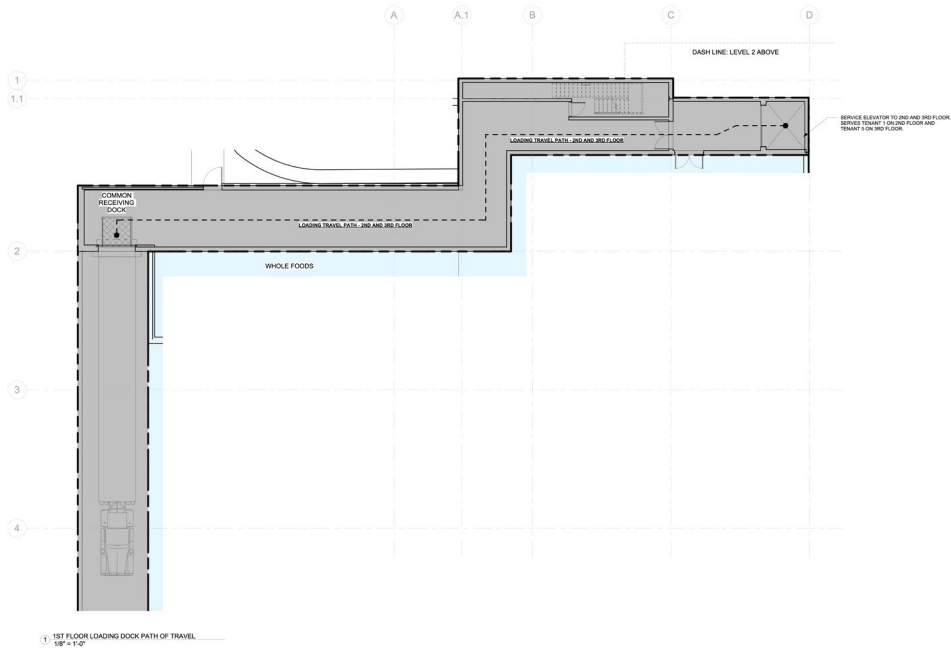 A
A.1
B
C
D
DASH LINE: LEVEL 2 ABOVE
1
1.1
SERVICE ELEVATOR TO 2ND AND 3RD FLOOR.
SERVES TENANT 1 ON 2ND FLOOR AND
TENANT 5 ON 3RD FLOOR.
LOADING TRAVEL PATH - 2ND AND 3RD FLOOR
COMMON
RECEIVING
DOCK
LOADING TRAVEL PATH - 2ND AND 3RD FLOOR
2
WHOLE FOODS
3
4
1 1ST FLOOR LOADING DOCK PATH OF TRAVEL
1/8" = 1'-0"